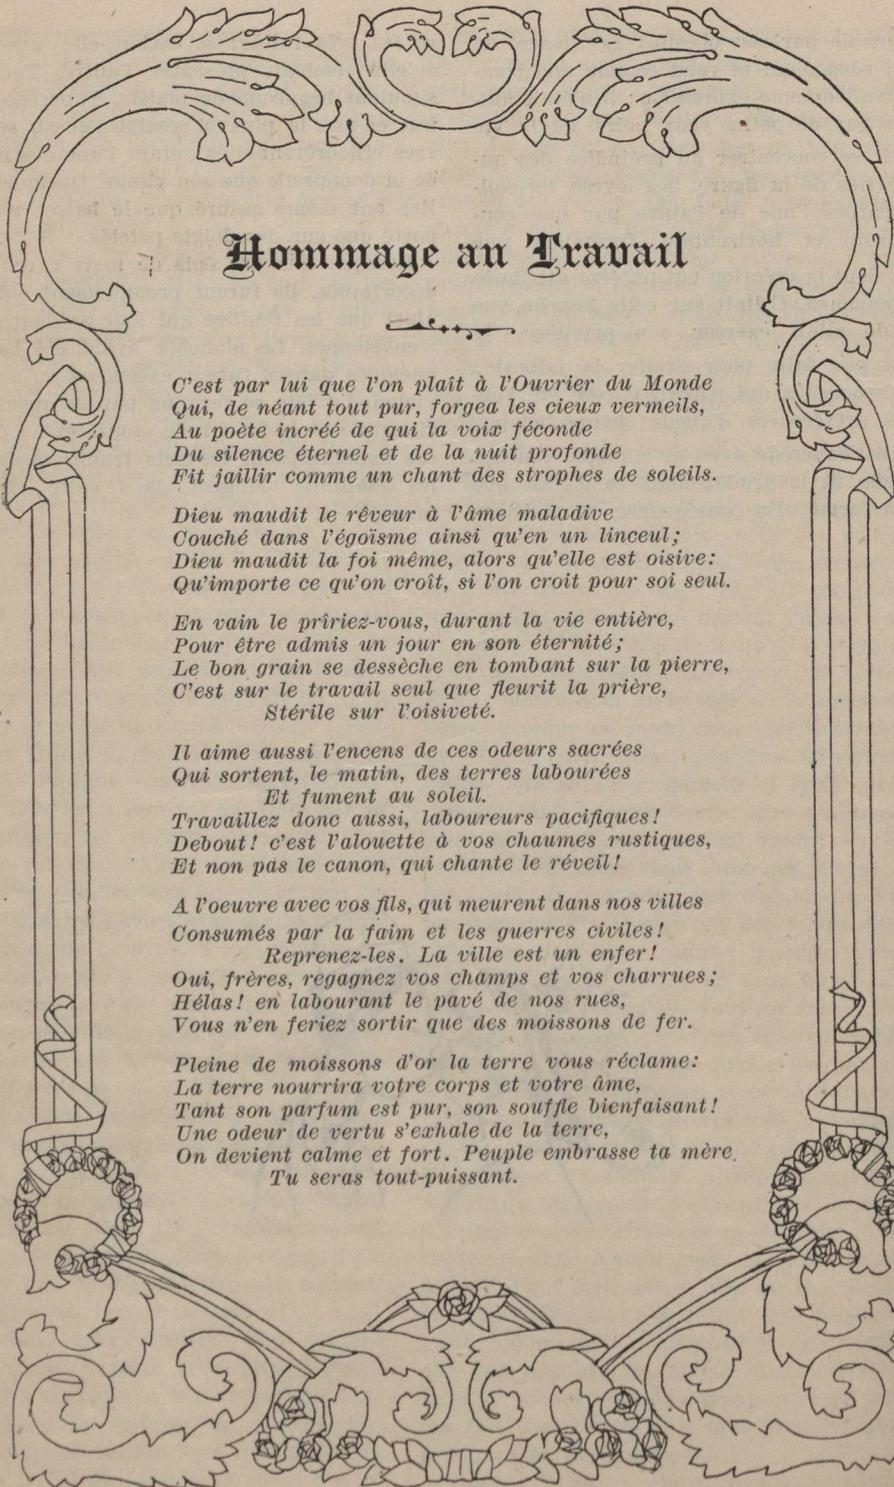 Hommage au Travail
C'est par lui que l'on plaît à l'Ouvrier du Monde
Qui, de néant tout pur, forgea les cieux vermeils,
Au poète incréé de qui la voix féconde
Du silence éternel et de la nuit profonde
Fit jaillir comme un chant des strophes de soleils.
Dieu maudit le rêveur à l'âme maladive
Couché dans l'égoïsme ainsi qu'en un linceul;
Dieu maudit la foi même, alors qu'elle est oisive:
Qu'importe ce qu'on croît, si l'on croit pour soi seul.
En vain le prîriez-vous, durant la vie entière,
Pour être admis un jour en son éternité;
Le bon grain se dessèche en tombant sur la pierre,
C'est sur le travail seul que fleurit la prière,
Stérile sur l'oisiveté.
Il aime aussi l'encens de ces odeurs sacrées
Qui sortent, le matin, des terres labourées
Et fument au soleil.
Travaillez donc aussi, laboureurs pacifiques!
Debout! c'est l'alouette à vos chaumes rustiques,
Et non pas le canon, qui chante le réveil!
A l'oeuvre avec vos fils, qui meurent dans nos villes
Consumés par la faim et les guerres civiles!
Reprenez-les. La ville est un enfer!
Oui, frères, regagnez vos champs et vos charrues;
Hélas! en labourant le pavé de nos rues,
Vous n'en feriez sortir que des moissons de fer.
Pleine de moissons d'or la terre vous réclame:
La terre nourrira votre corps et votre âme,
Tant son parfum est pur, son souffle bienfaisant!
Une odeur de vertu s'exhale de la terre,
On devient calme et fort. Peuple embrasse ta mère,
Tu seras tout-puissant.